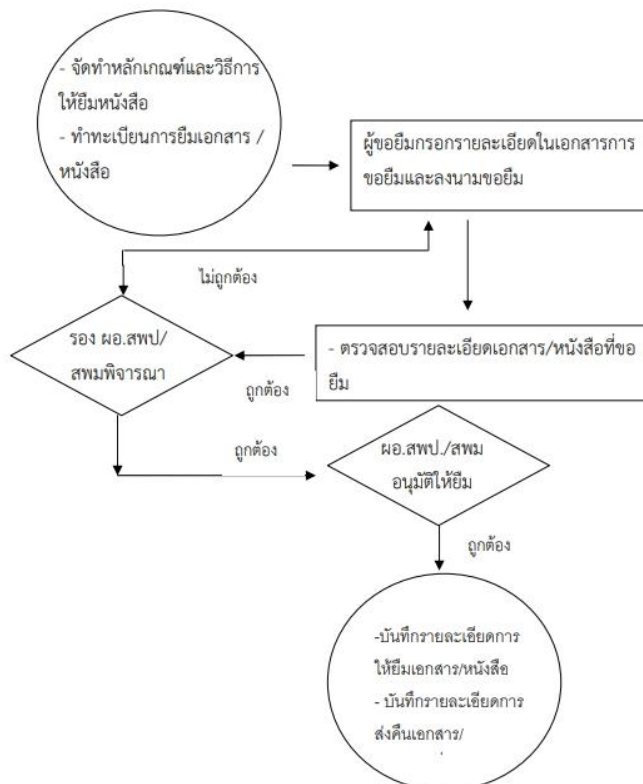 - จัดทำหลักเกณฑ์และวิธีการ
ให้ยืมหนังสือ
- ทำทะเบียนการยืมเอกสาร /
หนังสือ
ผู้ขอยืมกรอกรายละเอียดในเอกสารการ
ขอยืมและลงนามขอยืม
ไม่ถูกต้อง
รอง ผอ.สพป/
สพมพิจารณา
- ตรวจสอบรายละเอียดเอกสาร/หนังสือที่ขอ
ยืม
ถูกต้อง
ถูกต้อง
ผอ.สพป./สพม
อนุมัติให้ยืม
ถูกต้อง
-บันทึกรายละเอียดการ
ให้ยืมเอกสาร/หนังสือ
- บันทึกรายละเอียดการ
ส่งคืนเอกสาร/